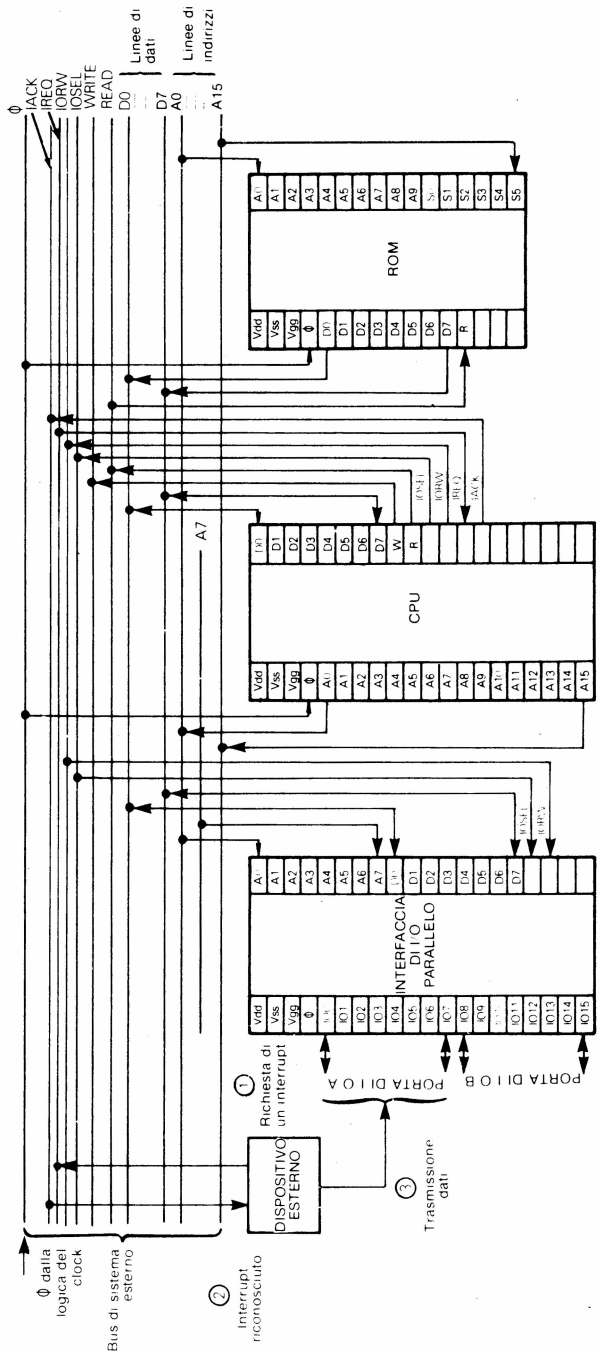 Φ
IACK
IREQ
IORW
IOSEL
WRITE
READ
D0
D7
A0
A15
Linee di
dati
Linee di
indirizzi
A7
Φ dalla
logica del
clock
Bus di sistema
esterno
① Richiesta di
un interrupt
② Interrupt
riconosciuto
③ Trasmissione
dati
DISPOSITIVO
ESTERNO
PORTA DI I O A
PORTA DI I O B
Vdd
Vss
Vgg
Φ
IO1
IO2
IO3
IO4
IO5
IO6
IO7
IO8
IO9
IO11
IO12
IO13
IO14
IO15
INTERFACCIA
DI I/O
PARALLELO
A0
A1
A2
A3
A4
A5
A6
A7
D0
D1
D2
D3
D4
D5
D6
D7
IOSEL
IORW
Vdd
Vss
Vgg
Φ
A0
A1
A2
A3
A4
A5
A6
A7
A8
A9
A10
A11
A12
A13
A14
A15
CPU
D0
D1
D2
D3
D4
D5
D6
D7
W
R
IOSEL
IORW
IREQ
IACK
Vdd
Vss
Vgg
Φ
D0
D1
D2
D3
D4
D5
D6
D7
R
ROM
A0
A1
A2
A3
A4
A5
A6
A7
A8
A9
S0
S1
S2
S3
S4
S5